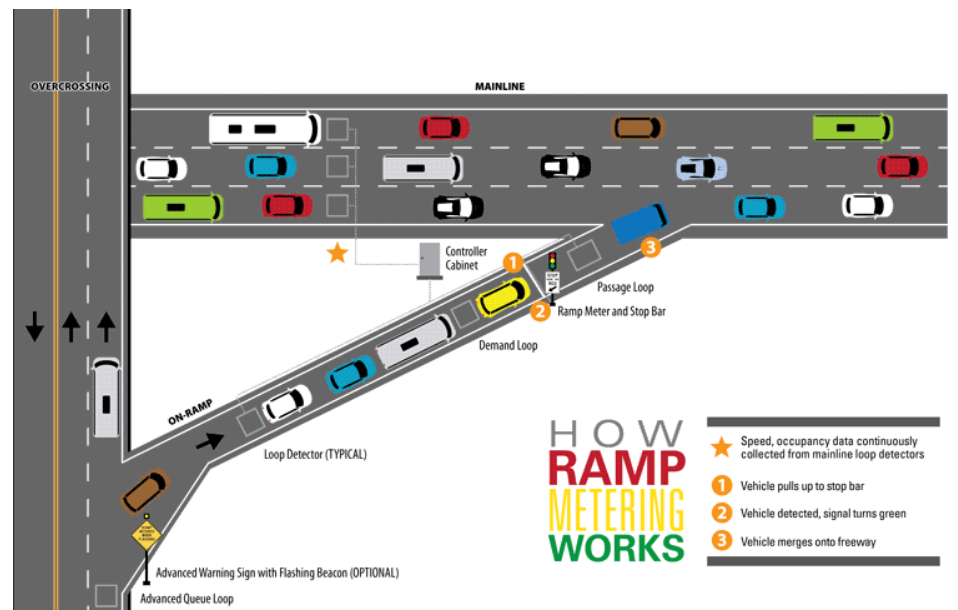 OVERCROSSING
MAINLINE
Controller
Cabinet
1
3
Passage Loop
2
Ramp Meter and Stop Bar
Demand Loop
ON-RAMP
Loop Detector (TYPICAL)
Advanced Warning Sign with Flashing Beacon (OPTIONAL)
Advanced Queue Loop
HOW
RAMP
METERING
WORKS
Speed, occupancy data continuously
collected from mainline loop detectors
1 Vehicle pulls up to stop bar
2 Vehicle detected, signal turns green
3 Vehicle merges onto freeway